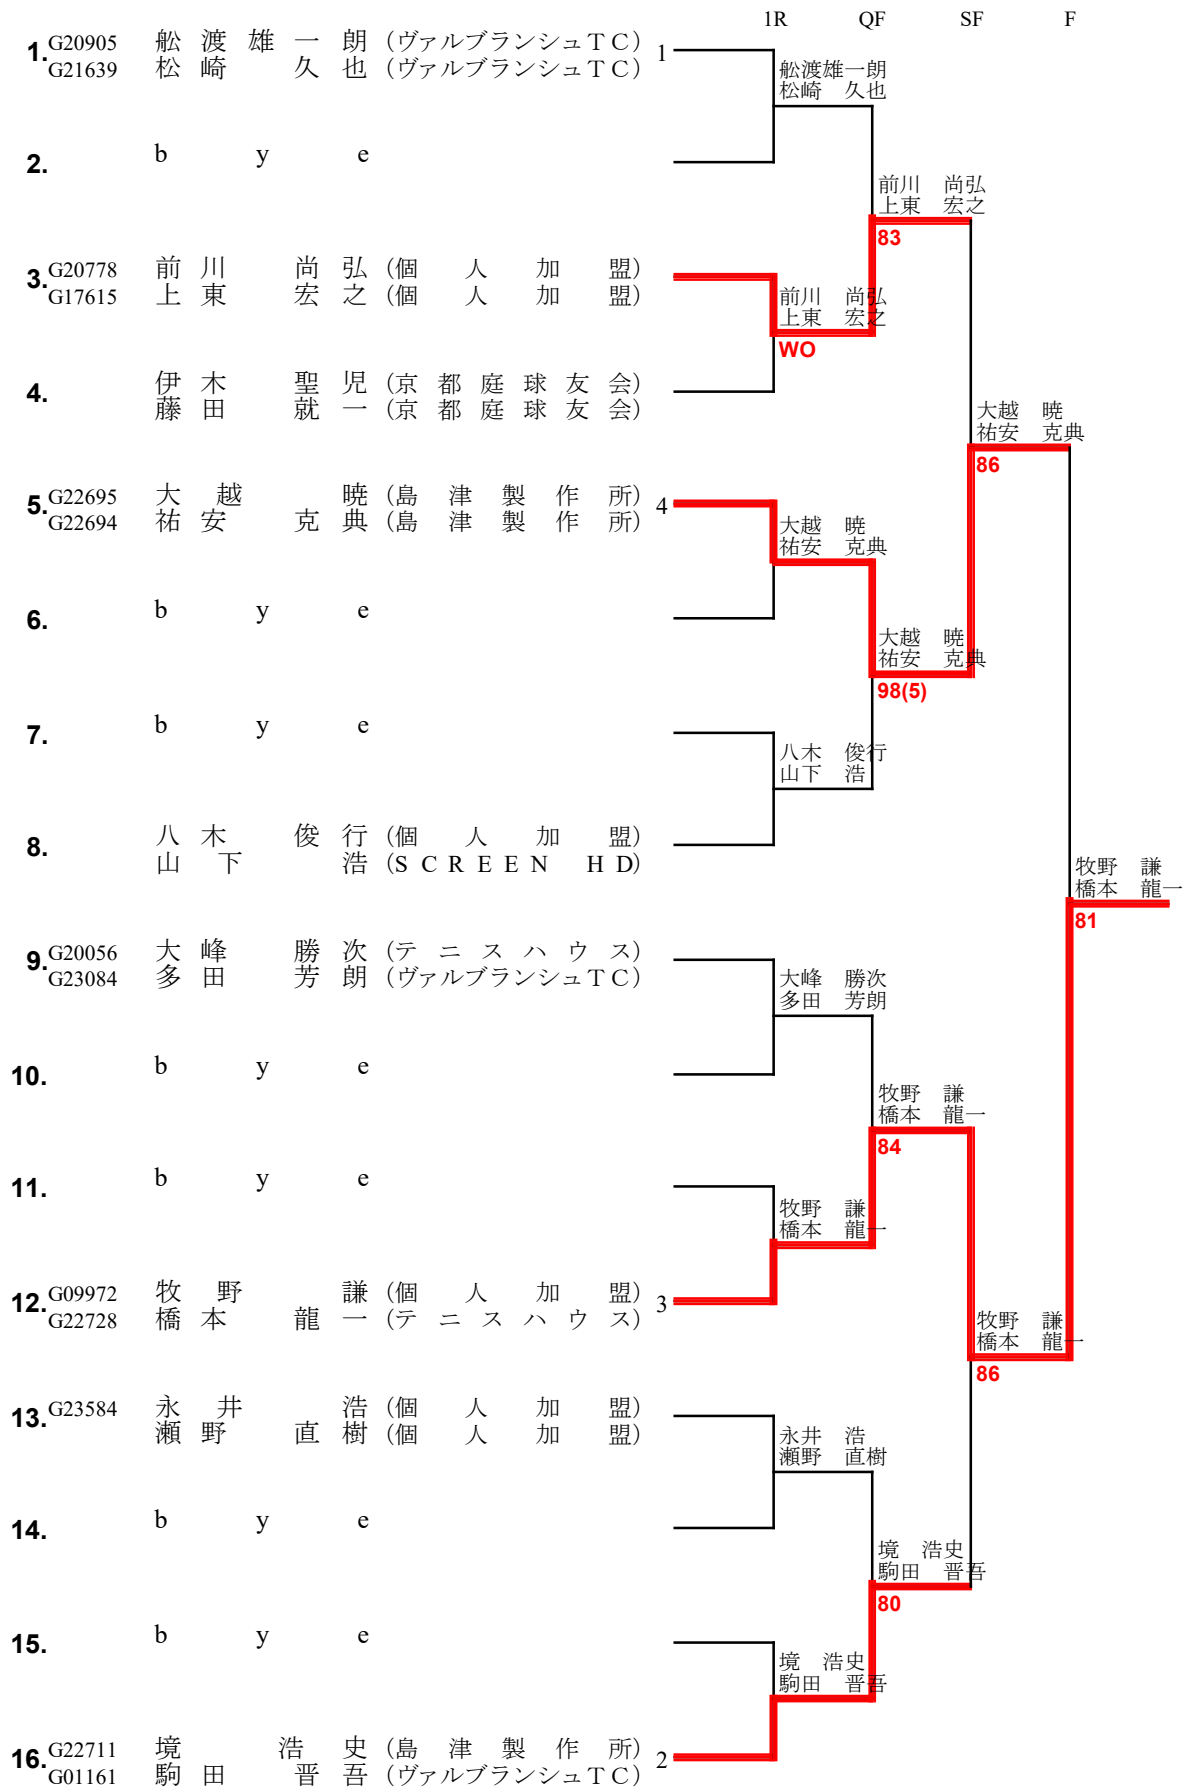 1R QF SF F
1. G20905 舩渡雄一朗 (ヴァルブランシュTC) 1
G21639 松崎 久也 (ヴァルブランシュTC)
舩渡雄一朗
松崎 久也
2. bye
前川 尚弘
上東 宏之
83
3. G20778 前川 尚弘 (個人加盟)
G17615 上東 宏之 (個人加盟)
前川 尚弘
上東 宏之
WO
4. 伊木 聖児 (京都庭球友会)
藤田 就一 (京都庭球友会)
大越 暁
祐安 克典
86
5. G22695 大越 暁 (島津製作所) 4
G22694 祐安 克典 (島津製作所)
大越 暁
祐安 克典
6. bye
大越 暁
祐安 克典
98(5)
7. bye
八木 俊行
山下 浩
8. 八木 俊行 (個人加盟)
山下 浩 (SCREEN HD)
牧野 謙
橋本 龍一
81
9. G20056 大峰 勝次 (テニスハウス)
G23084 多田 芳朗 (ヴァルブランシュTC)
大峰 勝次
多田 芳朗
10. bye
牧野 謙
橋本 龍一
84
11. bye
牧野 謙
橋本 龍一
12. G09972 牧野 謙 (個人加盟) 3
G22728 橋本 龍一 (テニスハウス)
牧野 謙
橋本 龍一
86
13. G23584 永井 浩 (個人加盟)
瀬野 直樹 (個人加盟)
永井 浩
瀬野 直樹
14. bye
境 浩史
駒田 晋吾
80
15. bye
境 浩史
駒田 晋吾
16. G22711 境 浩史 (島津製作所) 2
G01161 駒田 晋吾 (ヴァルブランシュTC)